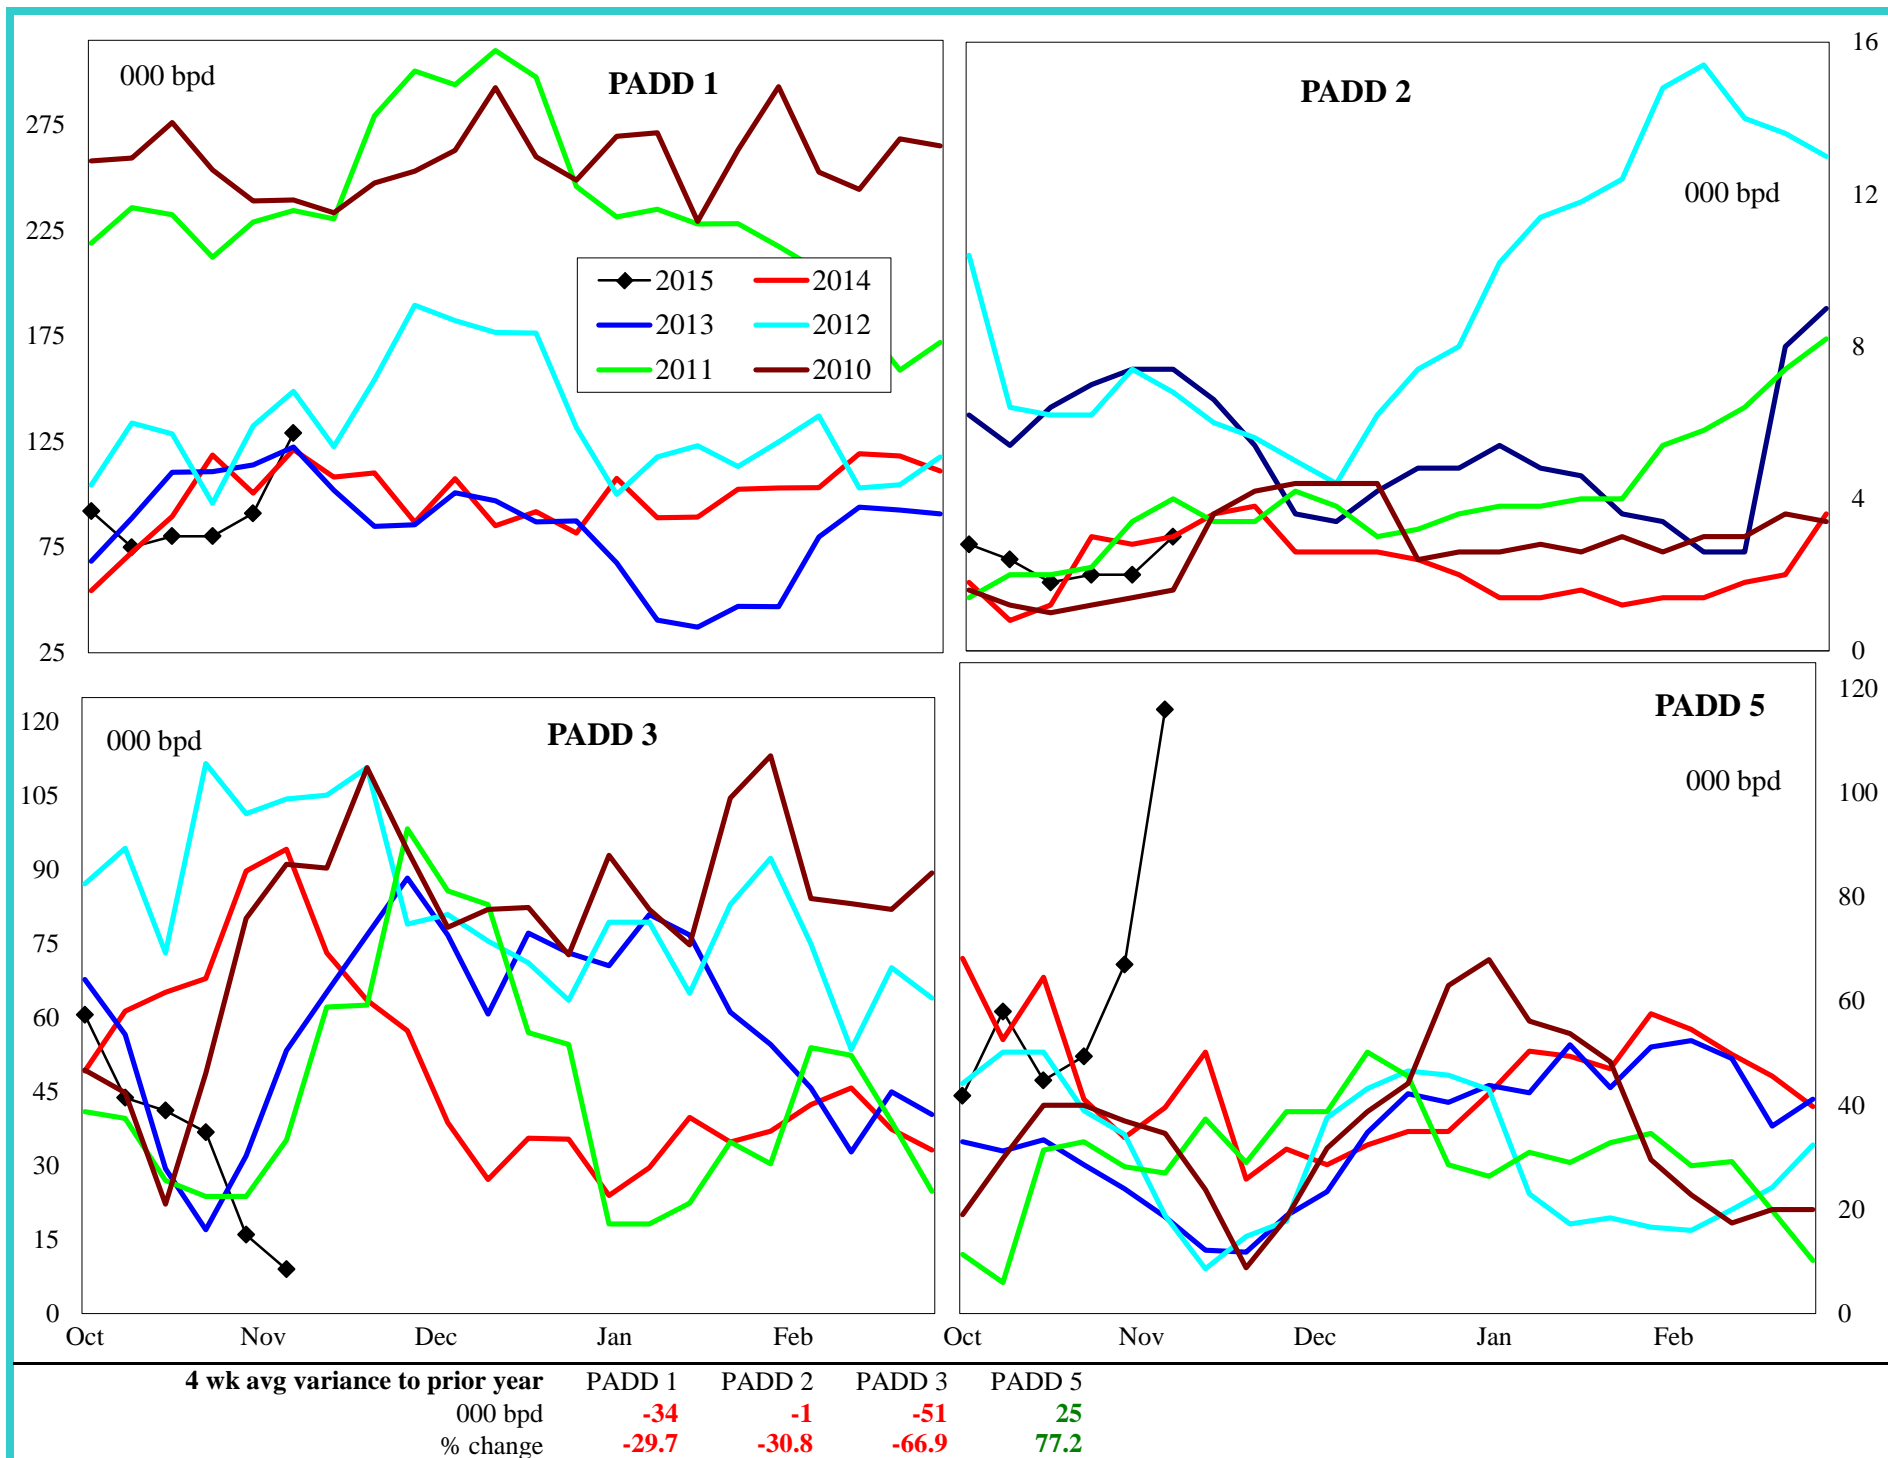 000 bpd
PADD 1
275
225
175
125
75
25
2015
2014
2013
2012
2011
2010
PADD 2
000 bpd
16
12
8
4
0
000 bpd
PADD 3
120
105
90
75
60
45
30
15
0
Oct Nov Dec Jan Feb
PADD 5
000 bpd
120
100
80
60
40
20
0
Oct Nov Dec Jan Feb
4 wk avg variance to prior year PADD 1 PADD 2 PADD 3 PADD 5
000 bpd -34 -1 -51 25
% change -29.7 -30.8 -66.9 77.2